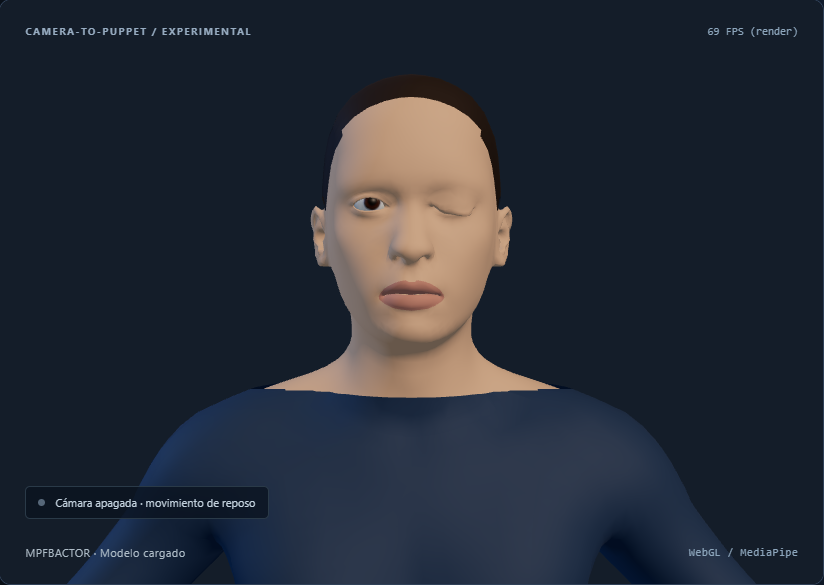 CAMERA-TO-PUPPET / EXPERIMENTAL
69 FPS (render)
Cámara apagada · movimiento de reposo
MPFBACTOR · Modelo cargado
WebGL / MediaPipe